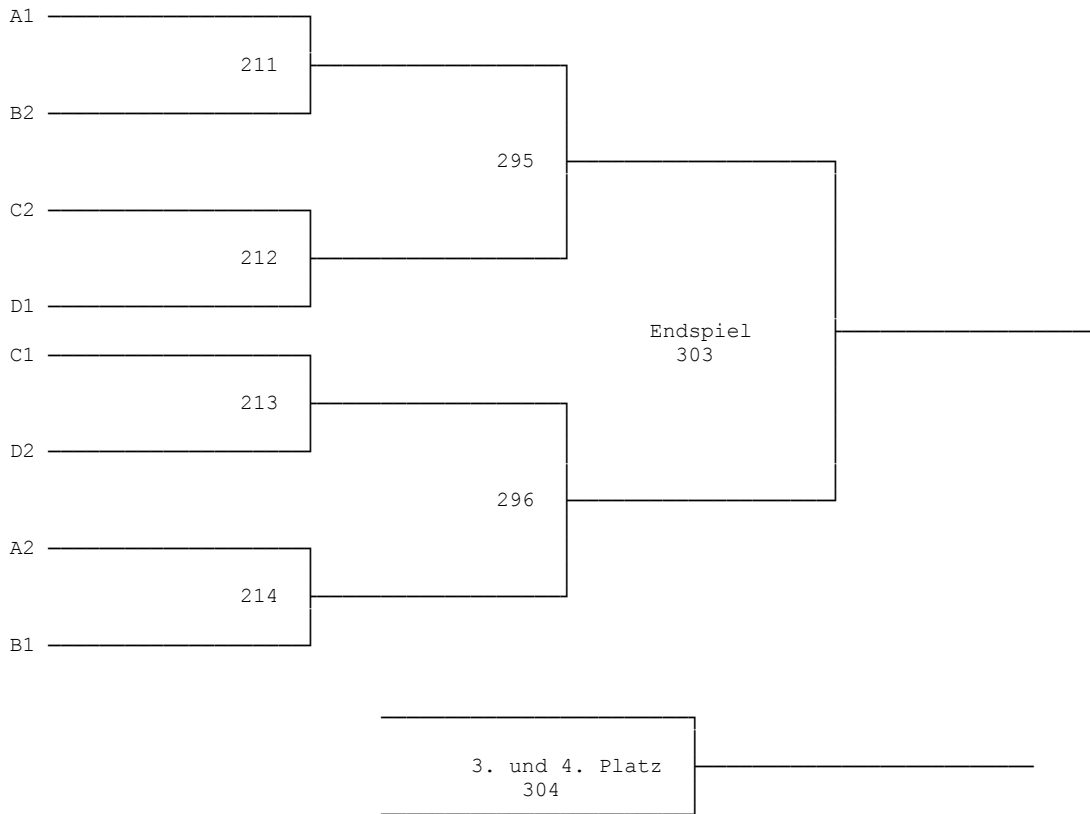 A1
211
B2
295
C2
212
D1
Endspiel
303
C1
213
D2
296
A2
214
B1
3. und 4. Platz
304